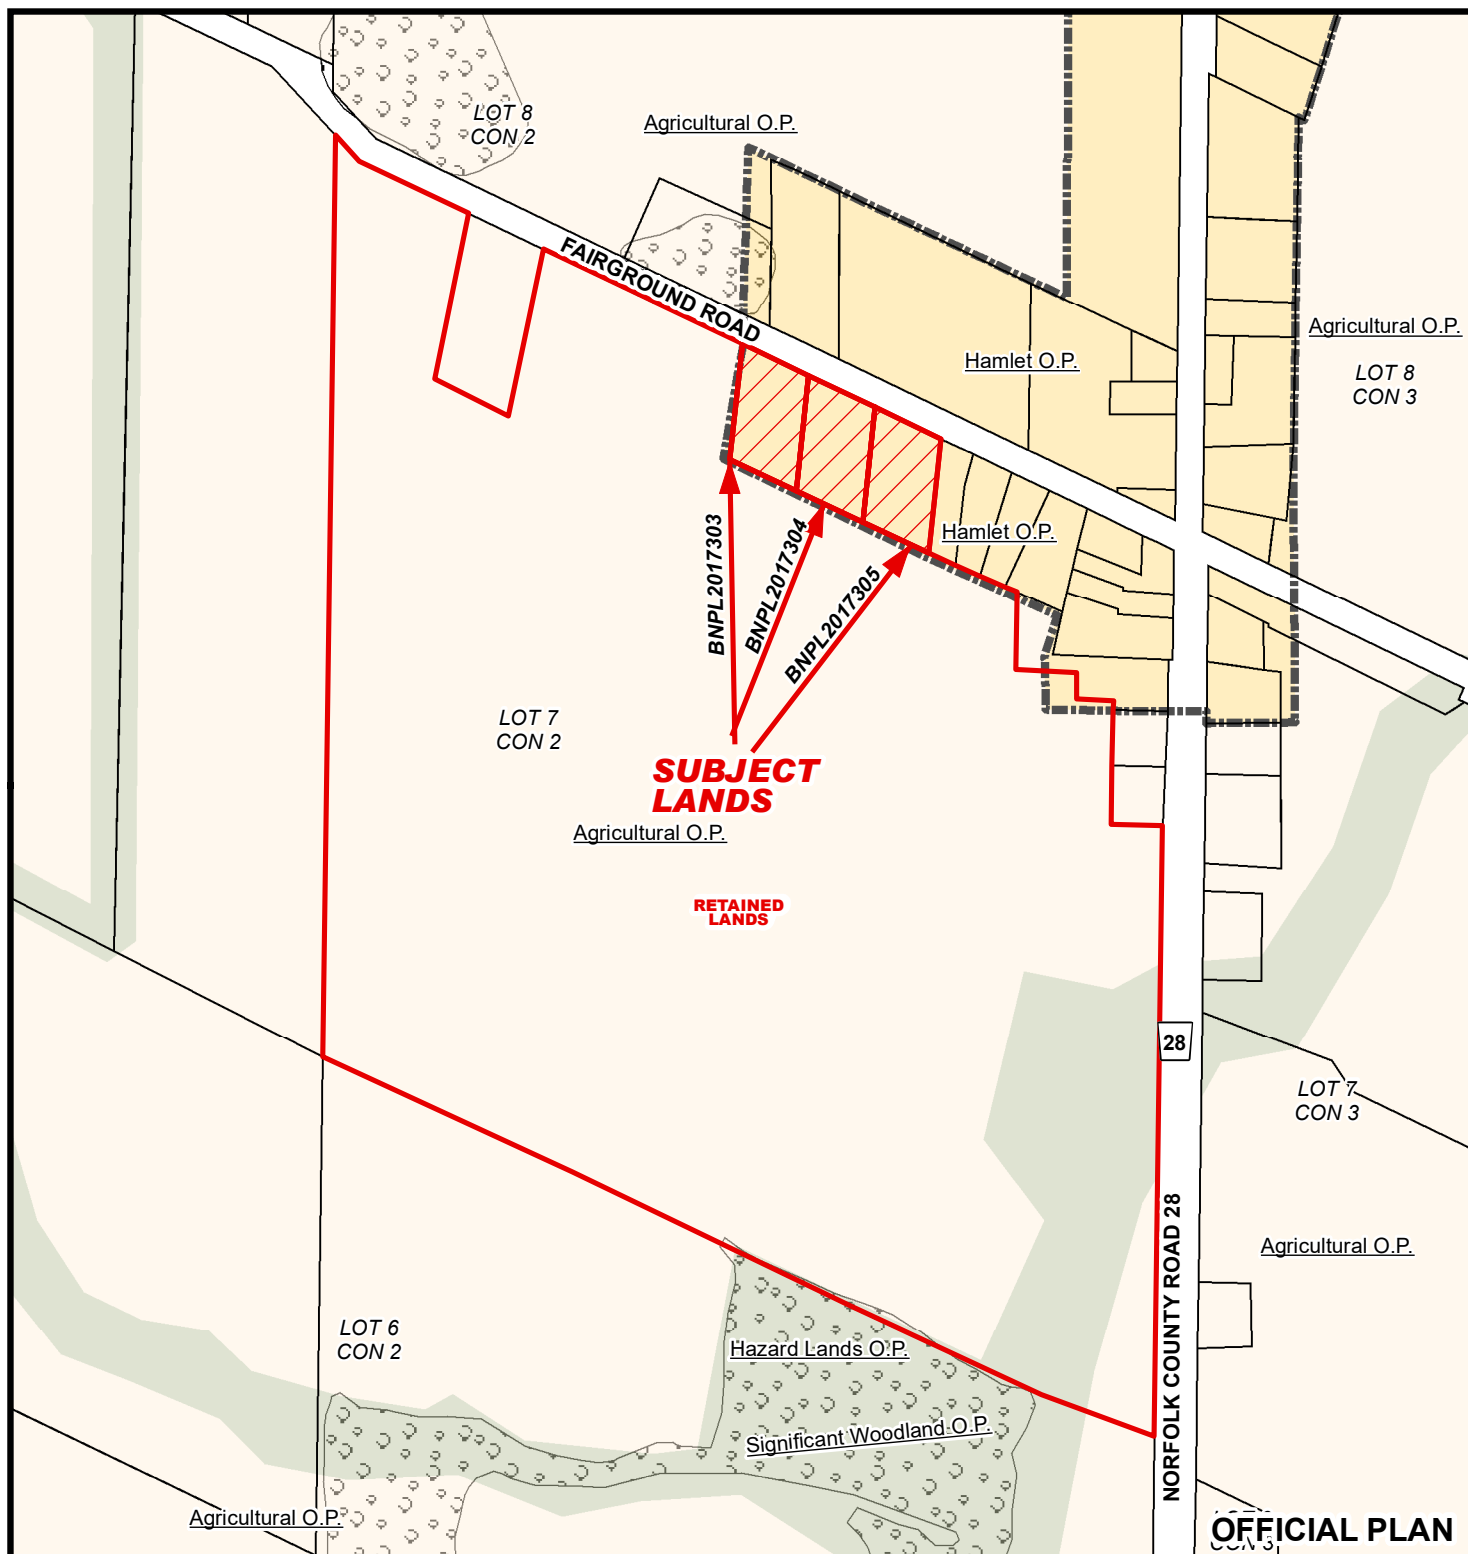 LOT 8
CON 2
Agricultural O.P.
FAIRGROUND ROAD
Agricultural O.P.
Hamlet O.P.
LOT 8
CON 3
Hamlet O.P.
BNPL2017303
BNPL2017304
BNPL2017305
LOT 7
CON 2
SUBJECT
LANDS
Agricultural O.P.
RETAINED
LANDS
28
LOT 7
CON 3
NORFOLK COUNTY ROAD 28
Agricultural O.P.
LOT 6
CON 2
Hazard Lands O.P.
Significant Woodland O.P.
Agricultural O.P.
OFFICIAL PLAN
CON 3